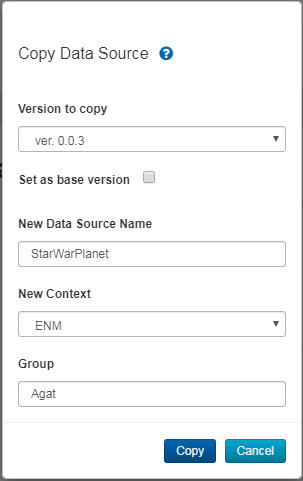 Copy Data Source ?
Version to copy
ver. 0.0.3
Set as base version
New Data Source Name
StarWarPlanet
New Context
ENM
Group
Agat
Copy Cancel